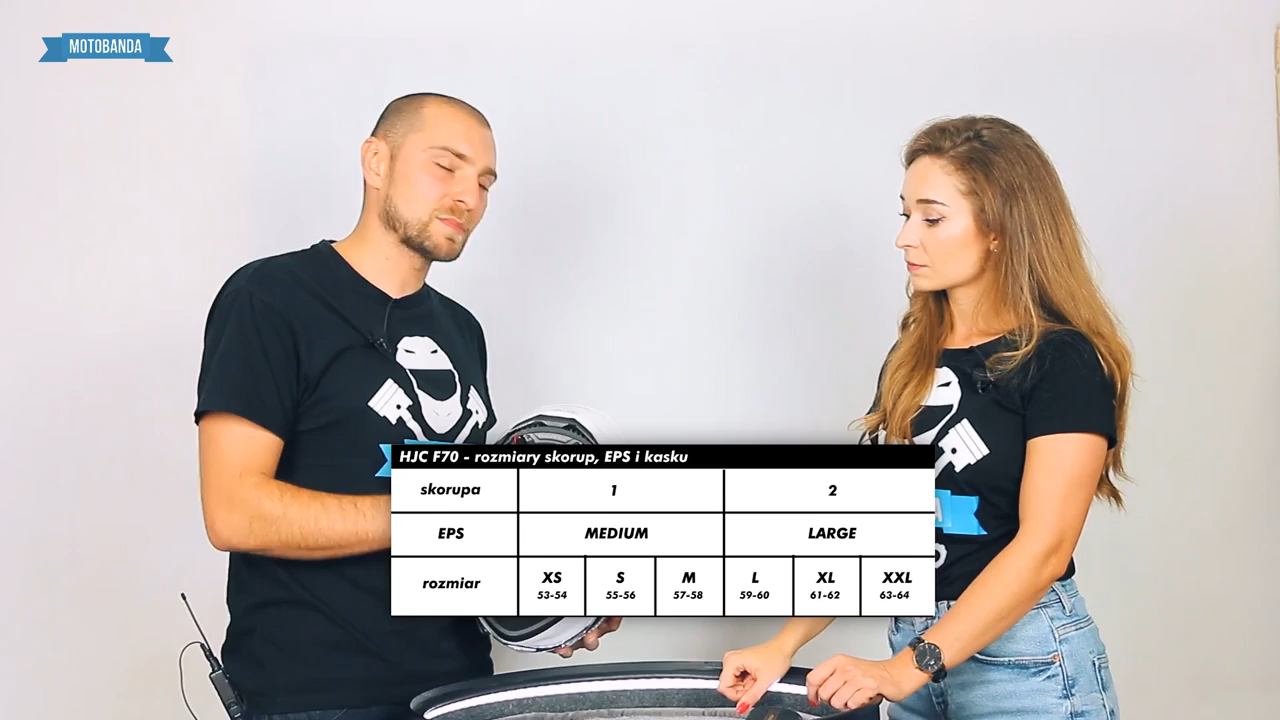 MOTOBANDA
HJC F70 - rozmiary skorup, EPS i kasku
skorupa 1 2
EPS MEDIUM LARGE
rozmiar XS S M L XL XXL
53-54 55-56 57-58 59-60 61-62 63-64